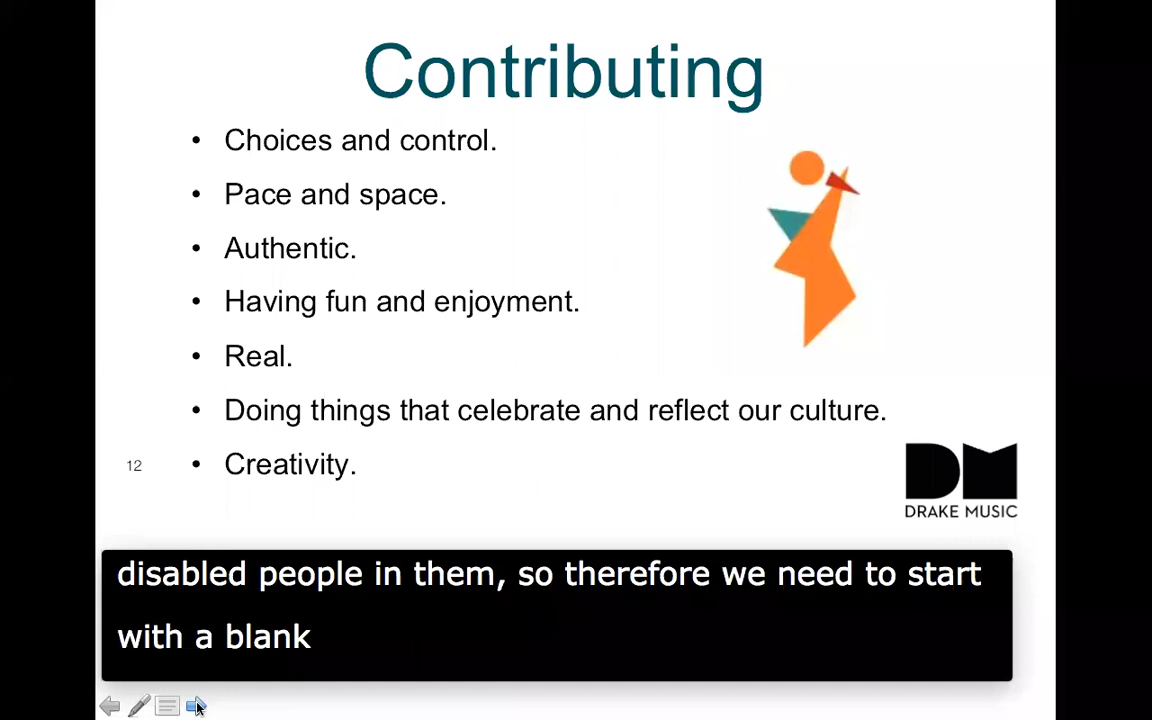 Contributing
• Choices and control.
• Pace and space.
• Authentic.
• Having fun and enjoyment.
• Real.
• Doing things that celebrate and reflect our culture.
12
• Creativity.
DM
DRAKE MUSIC
disabled people in them, so therefore we need to start
with a blank